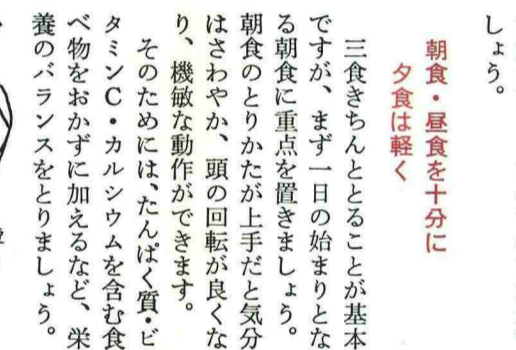 しょう。
朝食・昼食を十分に
夕食は軽く
三食きちんととることが基本
ですが、まず一日の始まりとな
る朝食に重点を置きましょう。
朝食のとりかたが上手だと気分
はさわやか、頭の回転が良くな
り、機敏な動作ができます。
そのためには、たんぱく質・ビ
タミンC・カルシウムを含む食
べ物をおかずに加えるなど、栄
養のバランスをとりましょう。